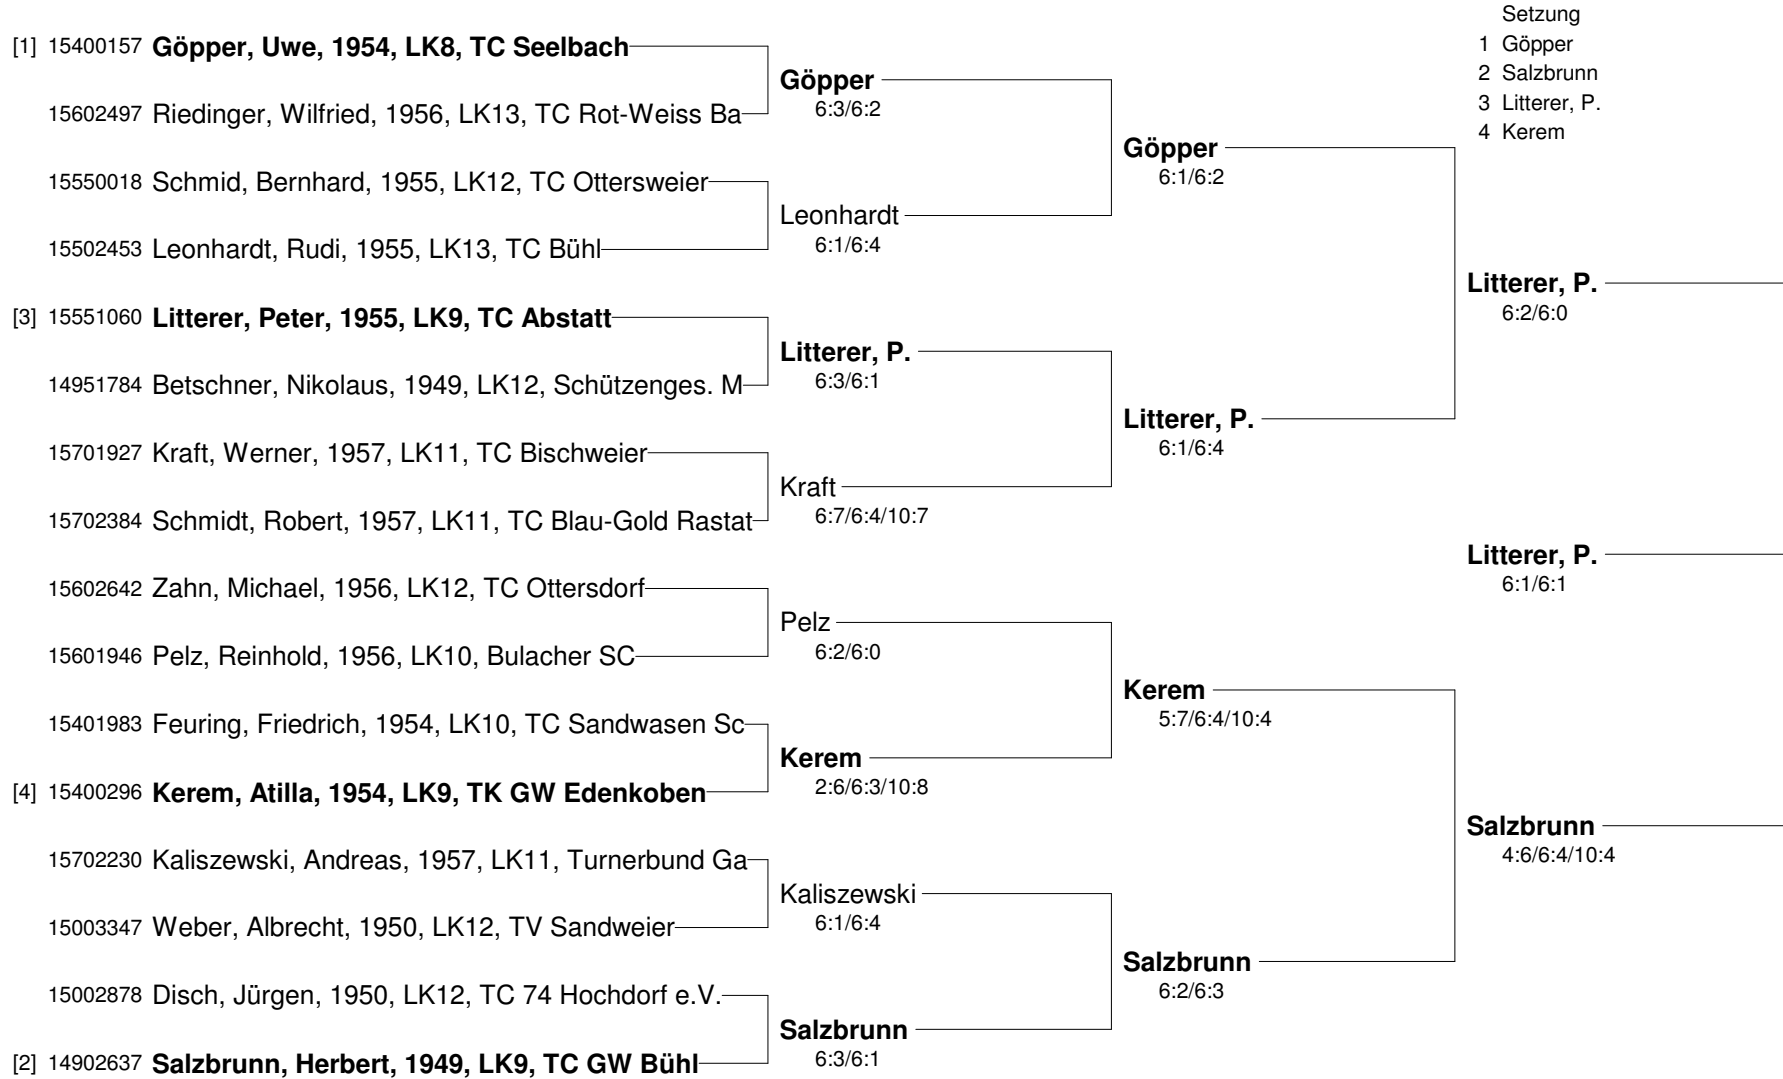 Setzung
1 Göpper
2 Salzbrunn
3 Litterer, P.
4 Kerem
[1] 15400157 Göpper, Uwe, 1954, LK8, TC Seelbach
15602497 Riedinger, Wilfried, 1956, LK13, TC Rot-Weiss Ba
15550018 Schmid, Bernhard, 1955, LK12, TC Ottersweier
15502453 Leonhardt, Rudi, 1955, LK13, TC Bühl
[3] 15551060 Litterer, Peter, 1955, LK9, TC Abstatt
14951784 Betschner, Nikolaus, 1949, LK12, Schützenges. M
15701927 Kraft, Werner, 1957, LK11, TC Bischweier
15702384 Schmidt, Robert, 1957, LK11, TC Blau-Gold Rastat
15602642 Zahn, Michael, 1956, LK12, TC Ottersdorf
15601946 Pelz, Reinhold, 1956, LK10, Bulacher SC
15401983 Feuring, Friedrich, 1954, LK10, TC Sandwasen Sc
[4] 15400296 Kerem, Atilla, 1954, LK9, TK GW Edenkoben
15702230 Kaliszewski, Andreas, 1957, LK11, Turnerbund Ga
15003347 Weber, Albrecht, 1950, LK12, TV Sandweier
15002878 Disch, Jürgen, 1950, LK12, TC 74 Hochdorf e.V.
[2] 14902637 Salzbrunn, Herbert, 1949, LK9, TC GW Bühl
Göpper
6:3/6:2
Leonhardt
6:1/6:4
Litterer, P.
6:3/6:1
Kraft
6:7/6:4/10:7
Pelz
6:2/6:0
Kerem
2:6/6:3/10:8
Kaliszewski
6:1/6:4
Salzbrunn
6:3/6:1
Göpper
6:1/6:2
Litterer, P.
6:1/6:4
Kerem
5:7/6:4/10:4
Salzbrunn
6:2/6:3
Litterer, P.
6:2/6:0
Litterer, P.
6:1/6:1
Salzbrunn
4:6/6:4/10:4